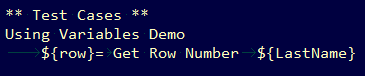 ** Test Cases **
Using Variables Demo
${row}= Get Row Number ${LastName}